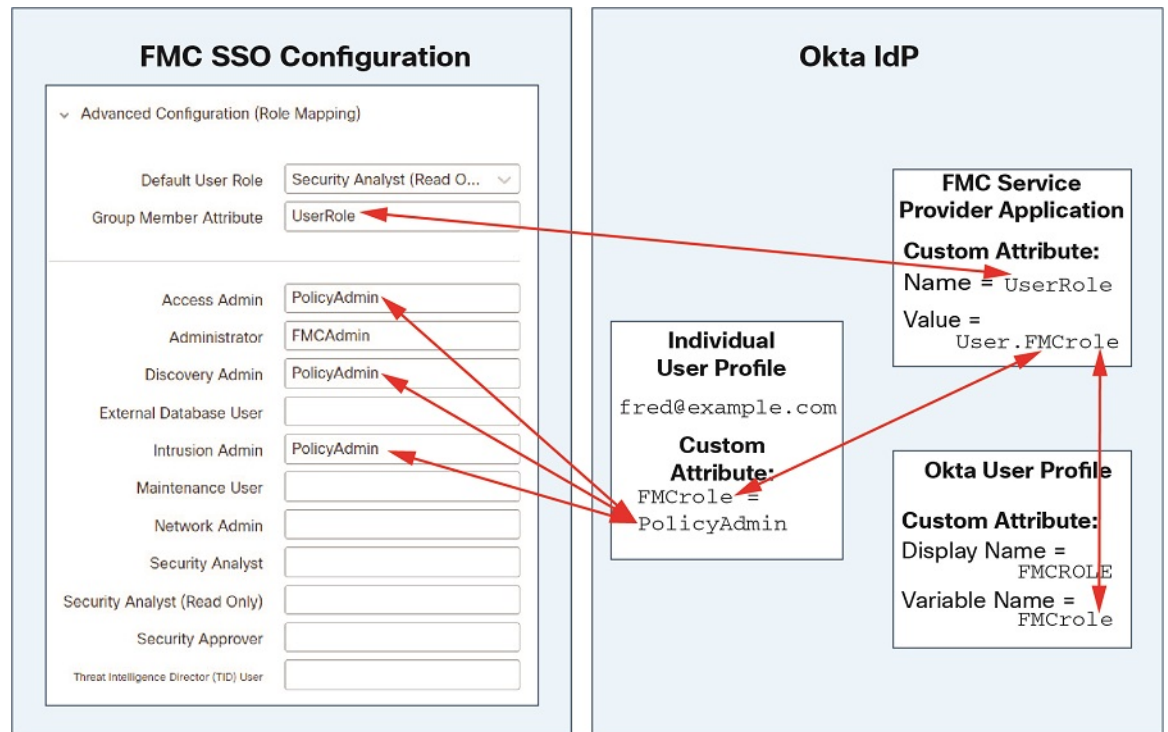 FMC SSO Configuration
Advanced Configuration (Role Mapping)
Default User Role
Security Analyst (Read O...
Group Member Attribute
UserRole
Access Admin
PolicyAdmin
Administrator
FMCAdmin
Discovery Admin
PolicyAdmin
External Database User
Intrusion Admin
PolicyAdmin
Maintenance User
Network Admin
Security Analyst
Security Analyst (Read Only)
Security Approver
Threat Intelligence Director (TID) User
Okta IdP
Individual
User Profile
fred@example.com
Custom
Attribute:
FMCrole =
PolicyAdmin
FMC Service
Provider Application
Custom Attribute:
Name = UserRole
Value =
User.FMCrole
Okta User Profile
Custom Attribute:
Display Name =
FMCROLE
Variable Name =
FMCrole